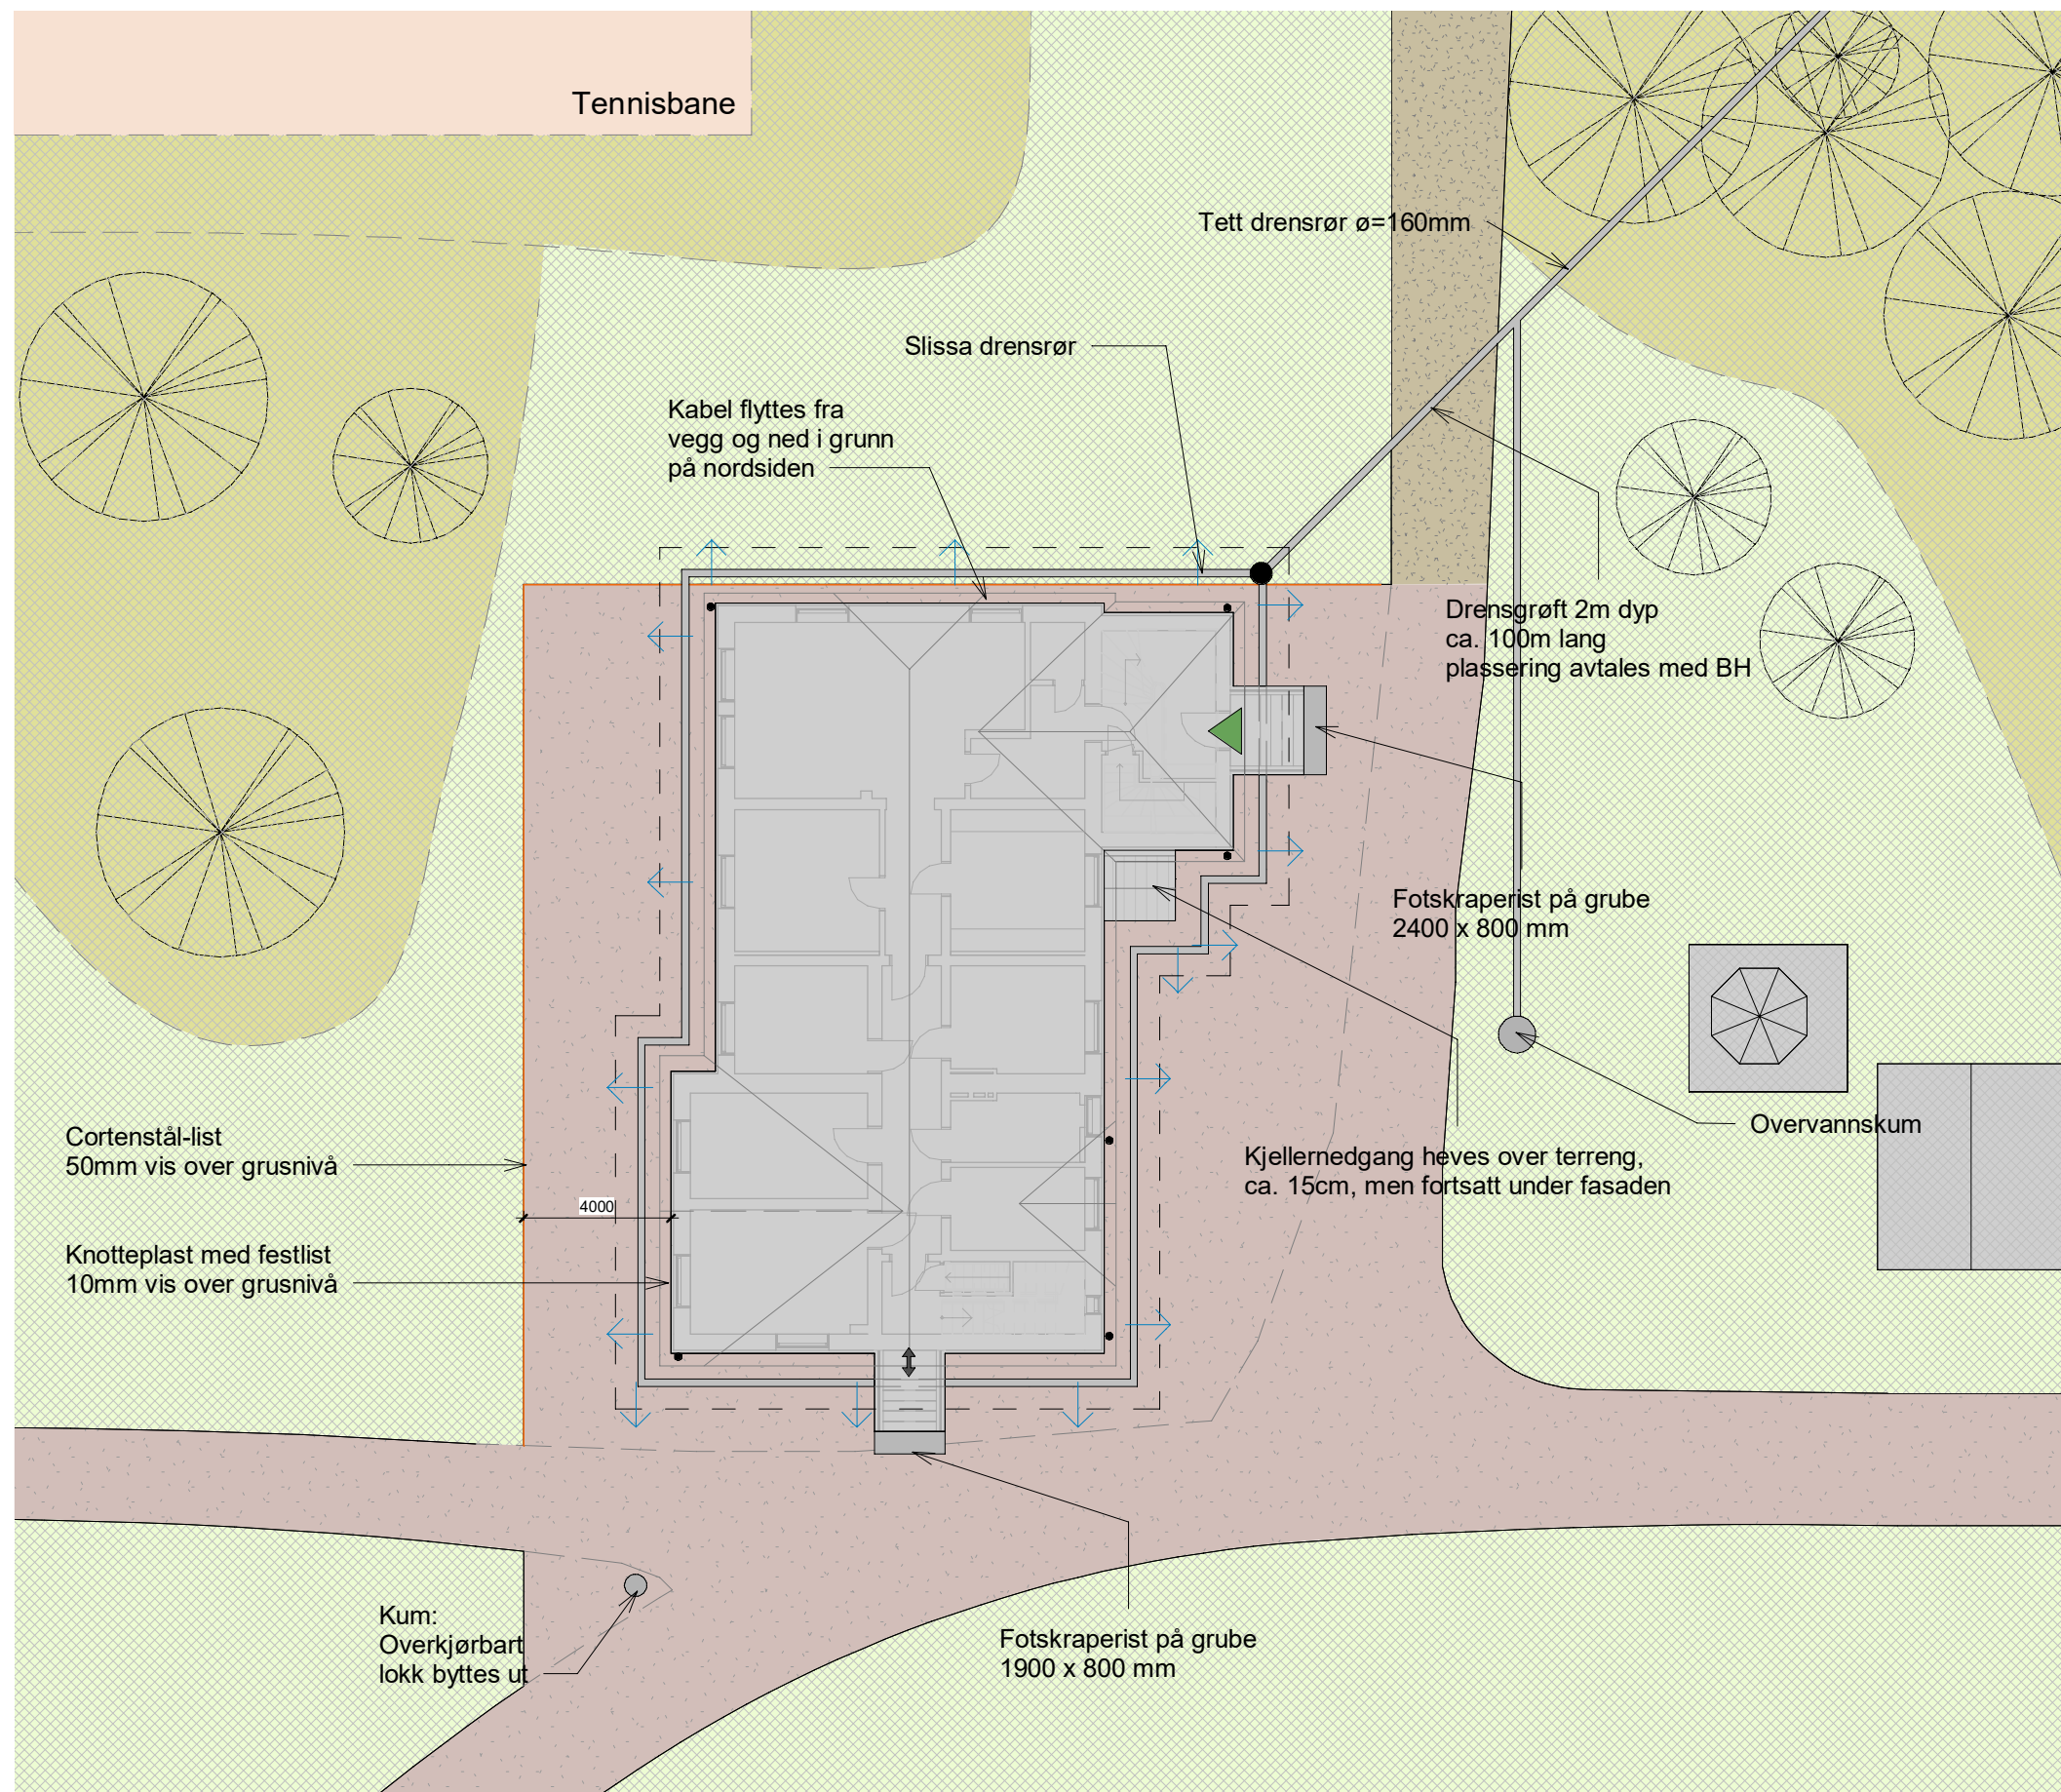 Tennisbane
Tett drensrør ø=160mm
Slissa drensrør
Kabel flyttes fra
vegg og ned i grunn
på nordsiden
Drensgrøft 2m dyp
ca. 100m lang
plassering avtales med BH
Fotskraperist på grube
2400 x 800 mm
Overvannskum
Cortenstål-list
50mm vis over grusnivå
Kjellernedgang heves over terreng,
ca. 15cm, men fortsatt under fasaden
4000
Knotteplast med festlist
10mm vis over grusnivå
Kum:
Overkjørbart
lokk byttes ut
Fotskraperist på grube
1900 x 800 mm